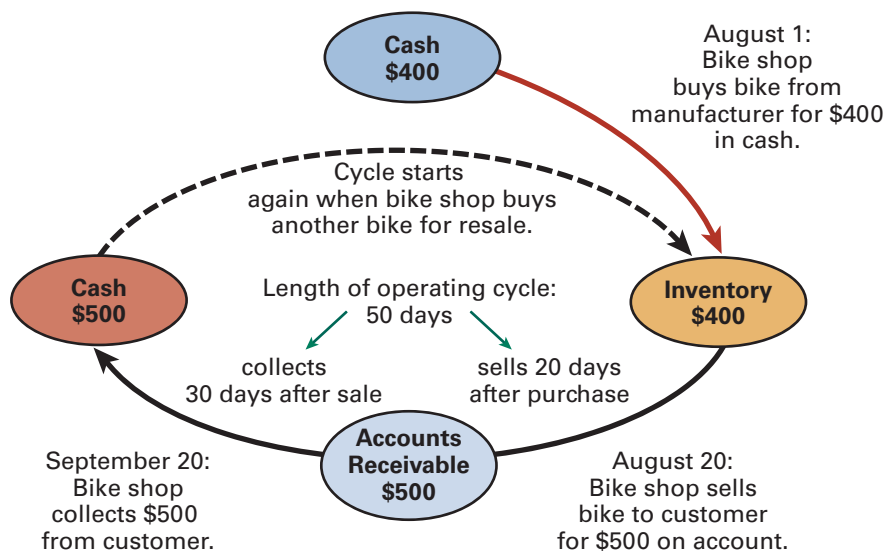 Cash
$400
August 1:
Bike shop
buys bike from
manufacturer for $400
in cash.
Cycle starts
again when bike shop buys
another bike for resale.
Cash
$500
Length of operating cycle:
50 days
Inventory
$400
collects
30 days after sale
sells 20 days
after purchase
Accounts
Receivable
$500
September 20:
Bike shop
collects $500
from customer.
August 20:
Bike shop sells
bike to customer
for $500 on account.